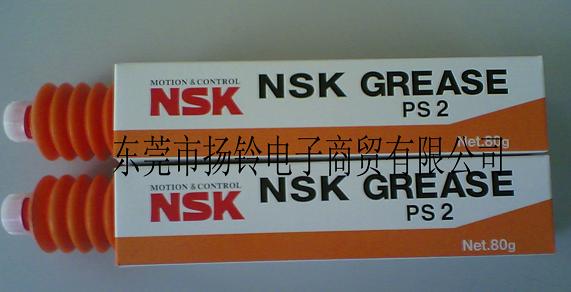 MOTION & CONTROL
NSK
NSK GREASE
PS 2
Net.80g
东莞市扬铃电子商贸有限公司
MOTION & CONTROL
NSK
NSK GREASE
PS 2
Net.80g